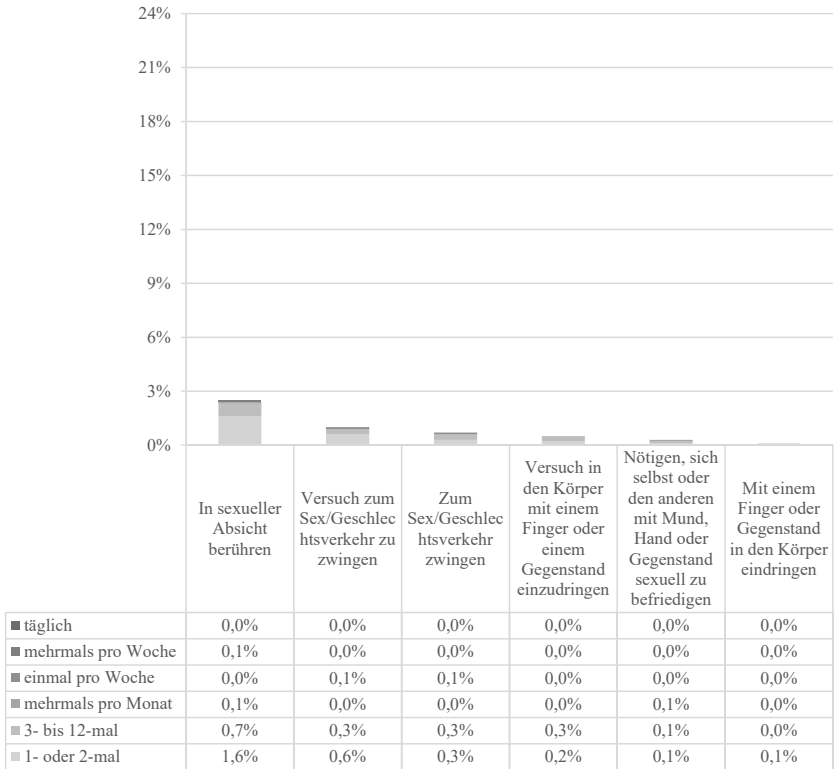 24%
21%
18%
15%
12%
9%
6%
3%
0%
In sexueller
Absicht
berühren
Versuch zum
Sex/Geschlec
htsverkehr zu
zwingen
Zum
Sex/Geschlec
htsverkehr
zwingen
Versuch in
den Körper
mit einem
Finger oder
einem
Gegenstand
einzudringen
Nötigen, sich
selbst oder
den anderen
mit Mund,
Hand oder
Gegenstand
sexuell zu
befriedigen
Mit einem
Finger oder
Gegenstand
in den Körper
eindringen
täglich 0,0% 0,0% 0,0% 0,0% 0,0% 0,0%
mehrmals pro Woche 0,1% 0,0% 0,0% 0,0% 0,0% 0,0%
einmal pro Woche 0,0% 0,1% 0,1% 0,0% 0,0% 0,0%
mehrmals pro Monat 0,1% 0,0% 0,0% 0,0% 0,1% 0,0%
3- bis 12-mal 0,7% 0,3% 0,3% 0,3% 0,1% 0,0%
1- oder 2-mal 1,6% 0,6% 0,3% 0,2% 0,1% 0,1%